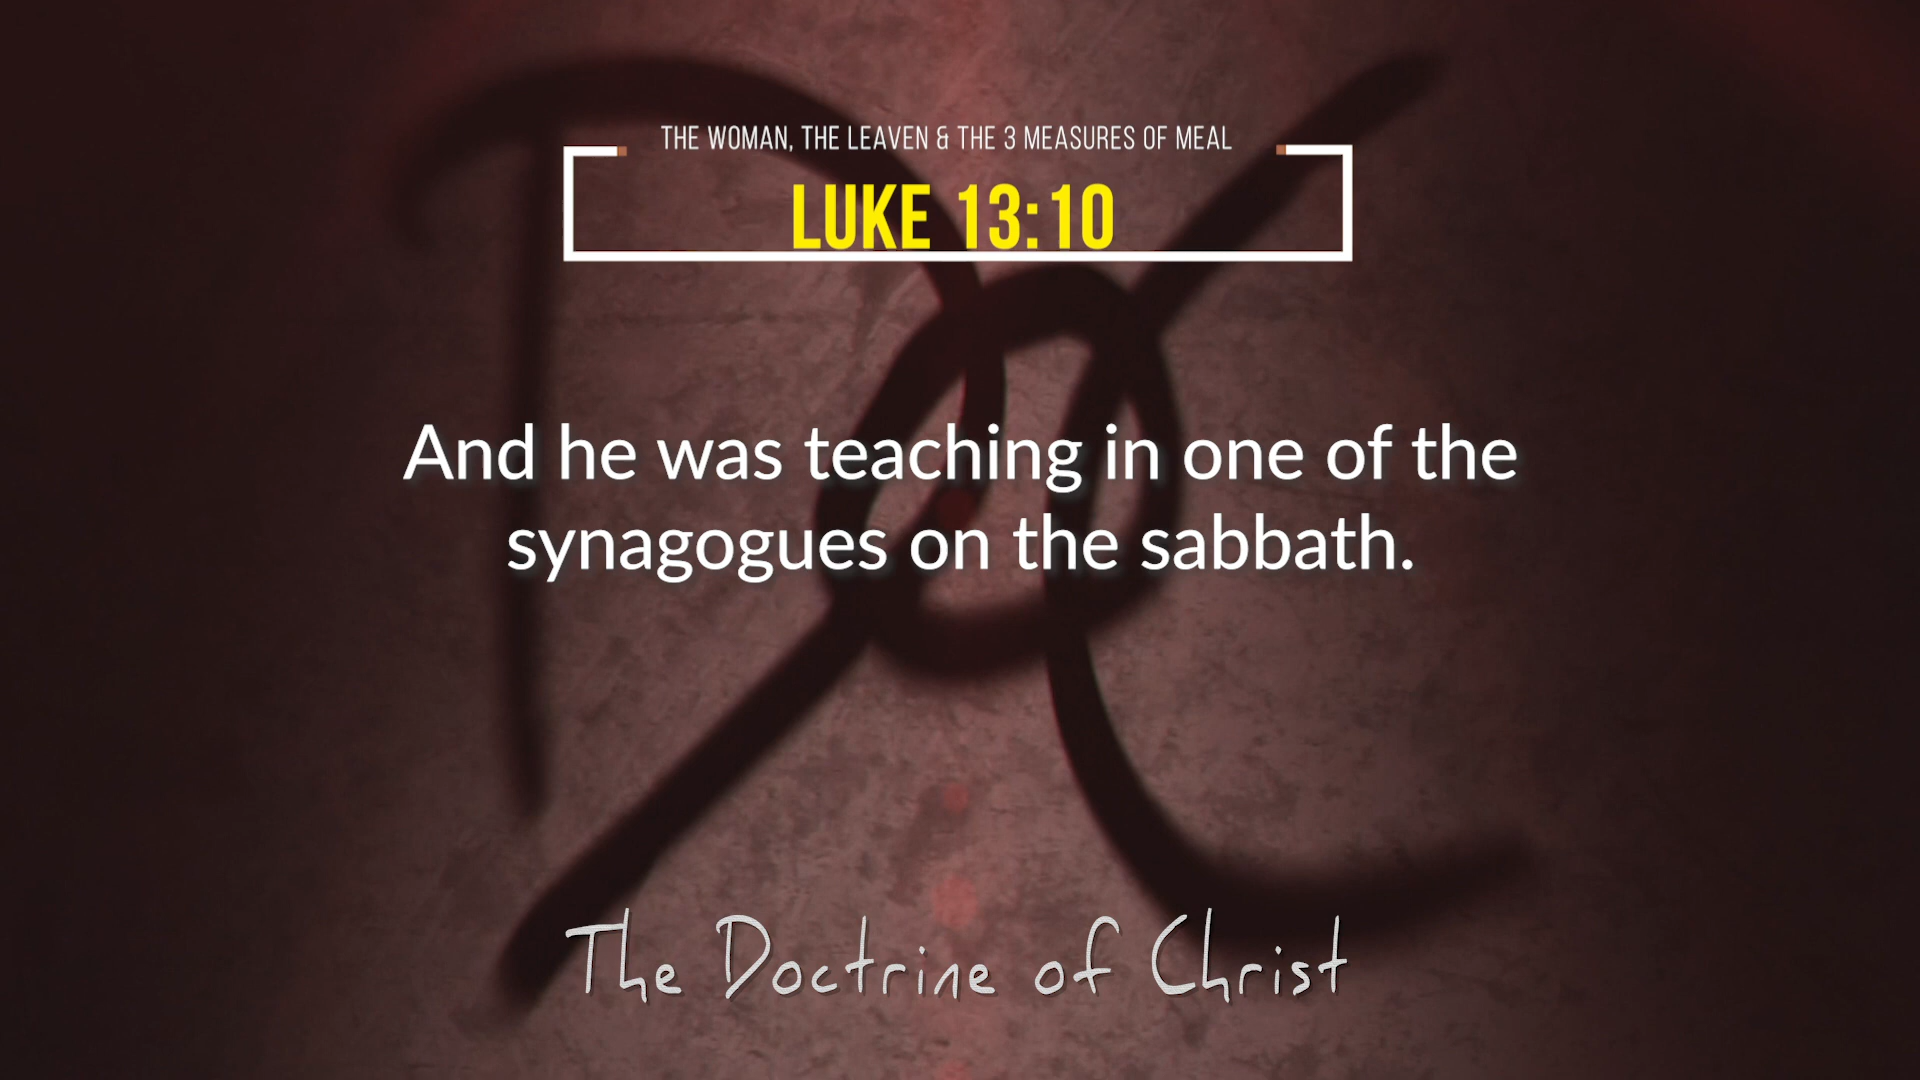 THE WOMAN, THE LEAVEN & THE 3 MEASURES OF MEAL
LUKE 13:10
And he was teaching in one of the
synagogues on the sabbath.
The Doctrine of Christ